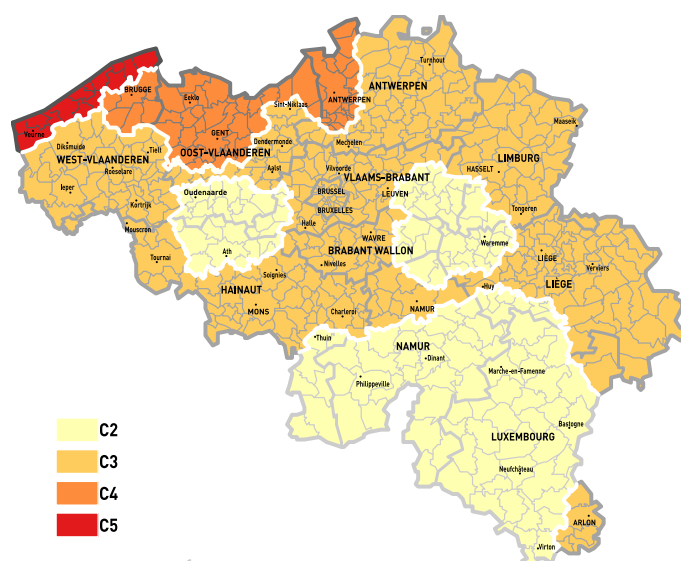 Turnhout
BRUGGE
ANTWERPEN
Eeklo
ANTWERPEN
Sint-Niklaas
Maaseik
Veurne
GENT
Diksmuide
Dendermonde
Mechelen
Tielt
OOST-VLAANDEREN
WEST-VLAANDEREN
LIMBURG
Roeselare
Aalst
Vilvoorde
HASSELT
VLAAMS-BRABANT
Ieper
BRUSSEL
LEUVEN
Oudenaarde
Kortrijk
BRUXELLES
Tongeren
Mouscron
Halle
WAVRE
Waremme
BRABANT WALLON
Ath
LIÈGE
Tournai
Nivelles
Verviers
Soignies
HAINAUT
Huy
LIÈGE
MONS
Charleroi
NAMUR
Thuin
NAMUR
Dinant
Marche-en-Famenne
Philippeville
Bastogne
C2
LUXEMBOURG
C3
Neufchâteau
C4
C5
ARLON
Virton